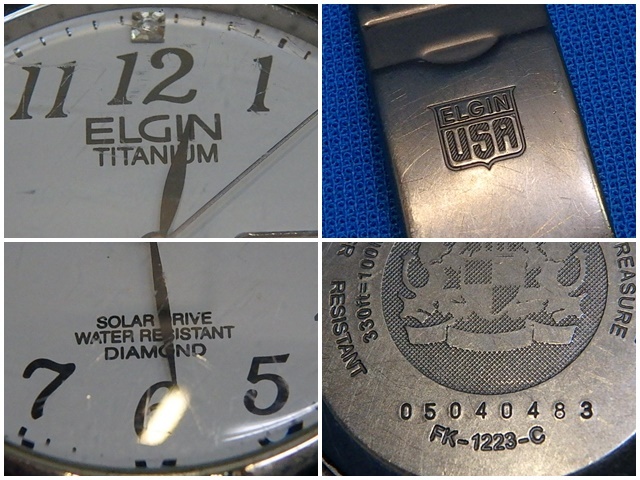 11 12 1
ELGIN
TITANIUM
ELGIN
USA
SOLAR DRIVE
WATER RESISTANT
DIAMOND
7 6 5
330ft=100
RESISTANT
05040483
FK-1223-C